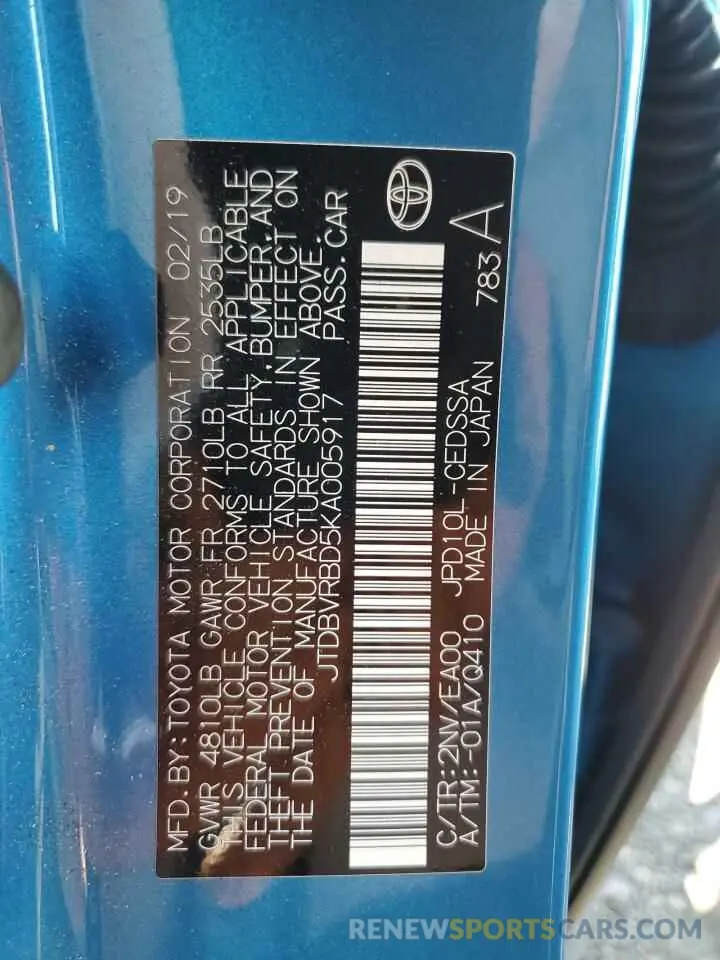 MFD.BY:TOYOTA MOTOR CORPORATION 02/19
GVWR 4810LB GAWR FR 2710LB RR 2535LB
THIS VEHICLE CONFORMS TO ALL APPLICABLE
FEDERAL MOTOR VEHICLE SAFETY,BUMPER,AND
THEFT PREVENTION STANDARDS IN EFFECT ON
THE DATE OF MANUFACTURE SHOWN ABOVE.
JTDBVRBD5KA005917 PASS.CAR
C/TR:2NV/EA00 JPD10L-CEDSSA
A/TM:-01A/Q410 MADE IN JAPAN 783 A
RENEWSPORTSCARS.COM